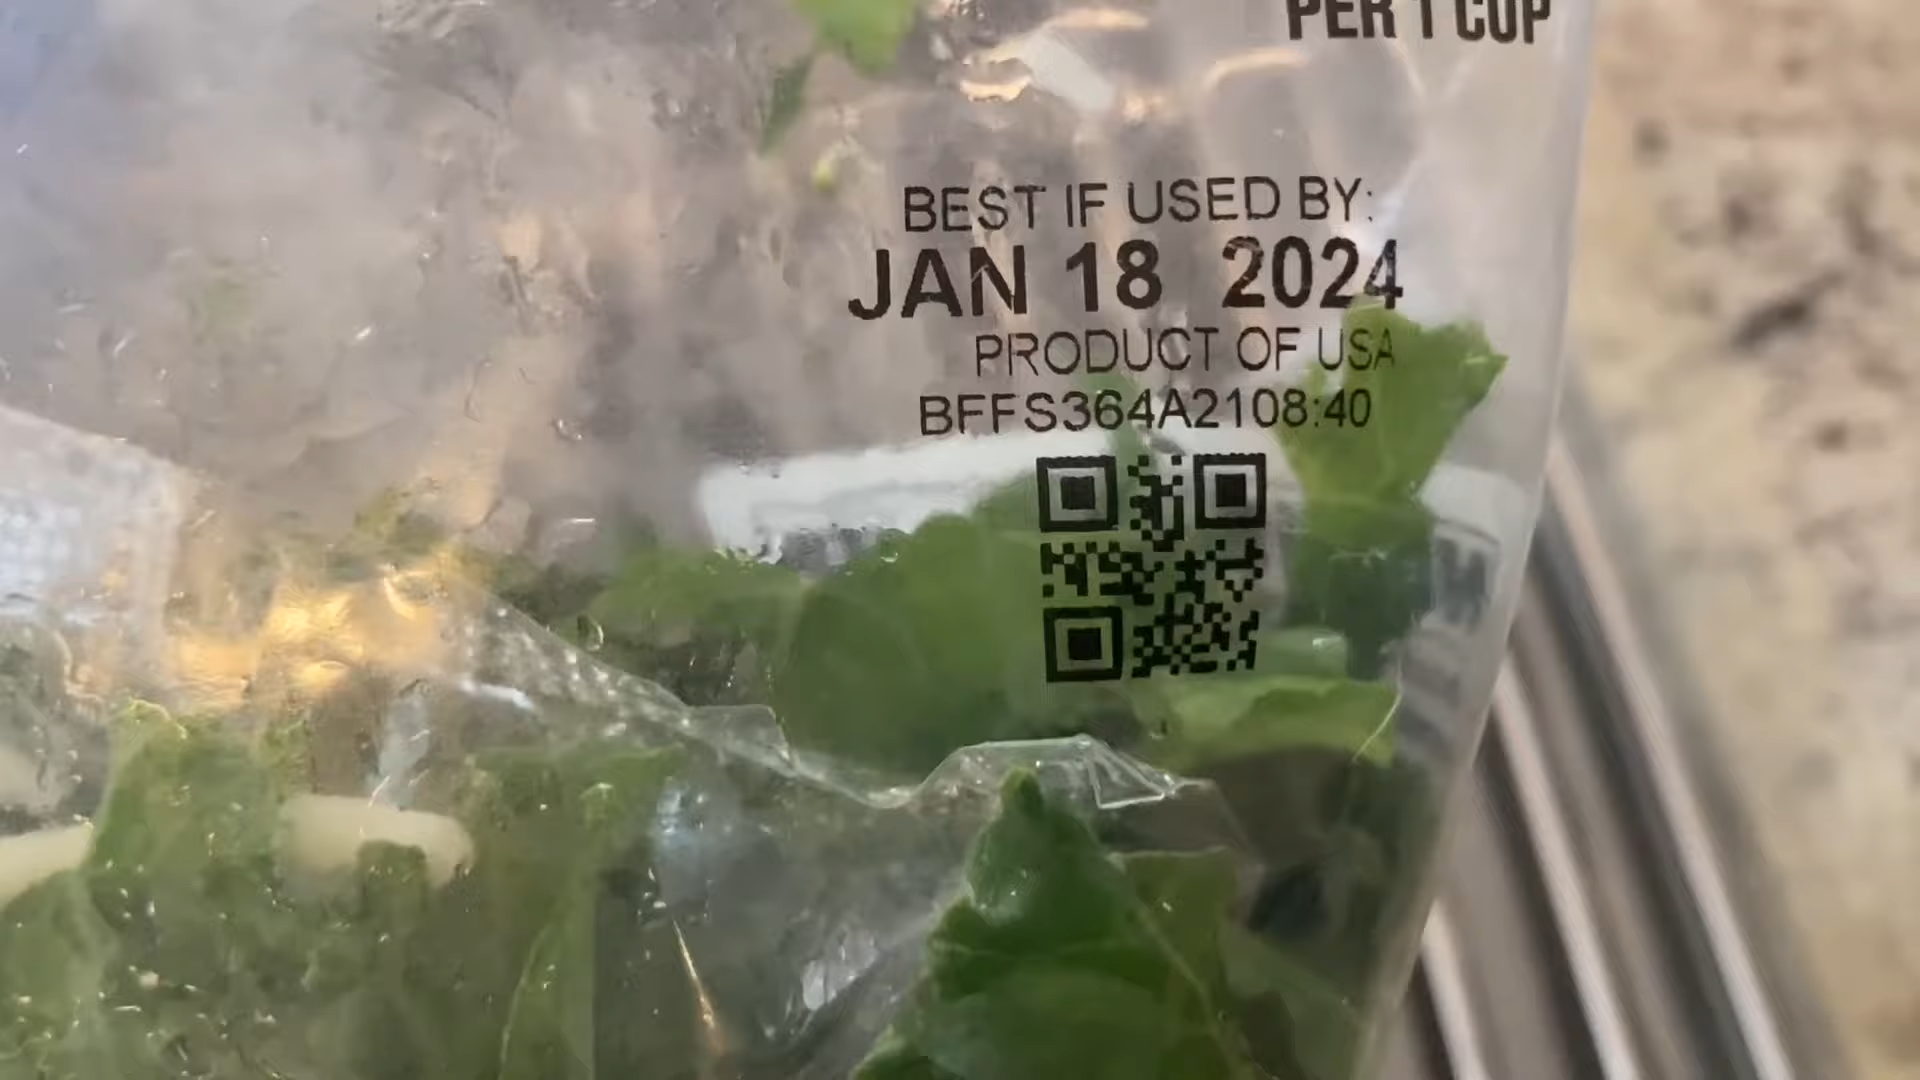 PER 1 CUP
BEST IF USED BY:
JAN 18 2024
PRODUCT OF USA
BFFS364A2108:40